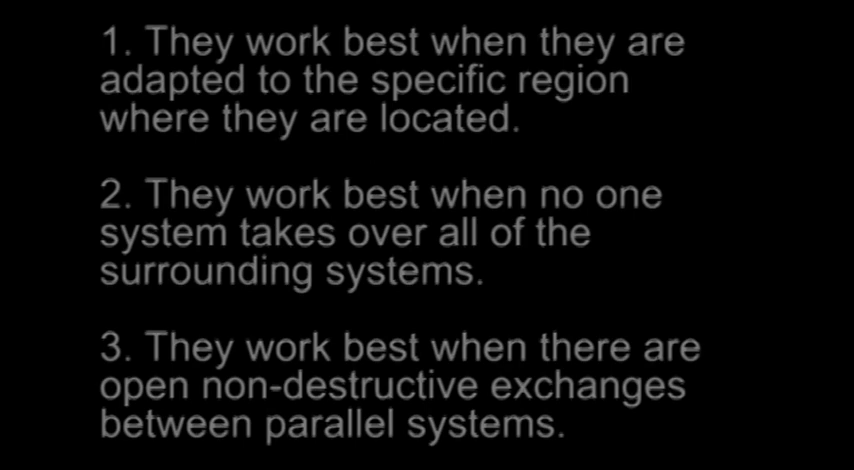 1. They work best when they are
adapted to the specific region
where they are located.
2. They work best when no one
system takes over all of the
surrounding systems.
3. They work best when there are
open non-destructive exchanges
between parallel systems.